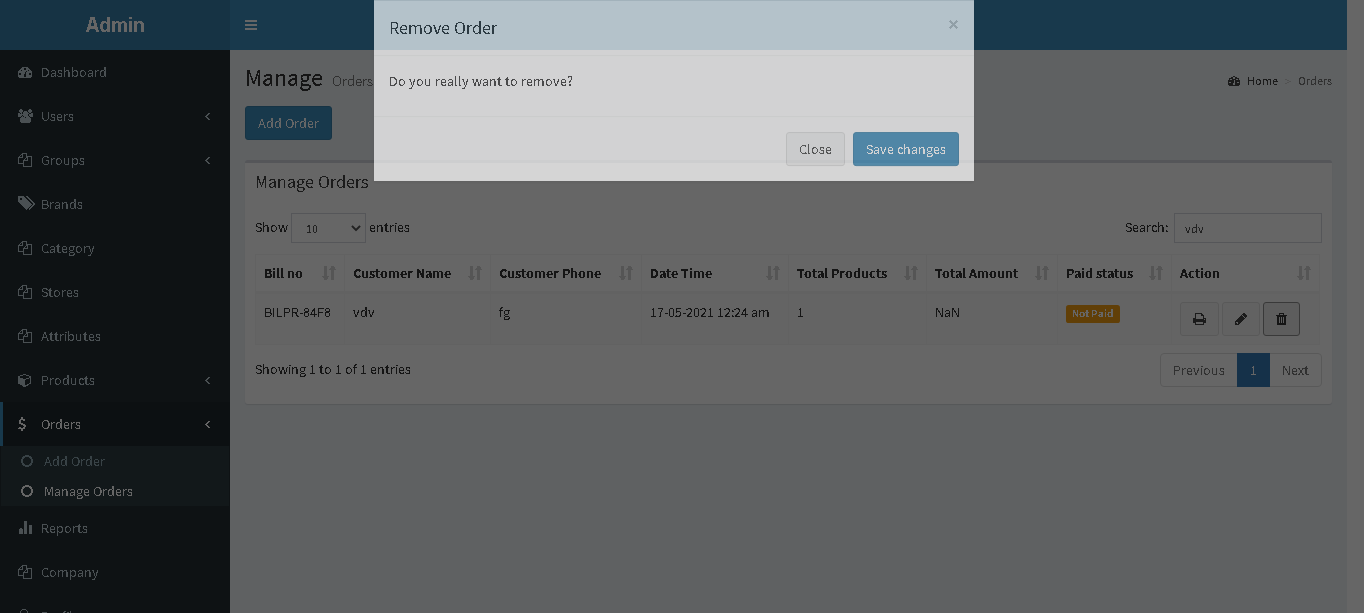 Admin
Remove Order ×
Do you really want to remove?
Close Save changes
Dashboard
Users
Groups
Brands
Category
Stores
Attributes
Products
$ Orders
Add Order
Manage Orders
Reports
Company
Manage Orders
Home > Orders
Add Order
Manage Orders
Show 10 entries
Search: vdv
Bill no Customer Name Customer Phone Date Time Total Products Total Amount Paid status Action
BILPR-84F8 vdv fg 17-05-2021 12:24 am 1 NaN Not Paid
Showing 1 to 1 of 1 entries
Previous 1 Next